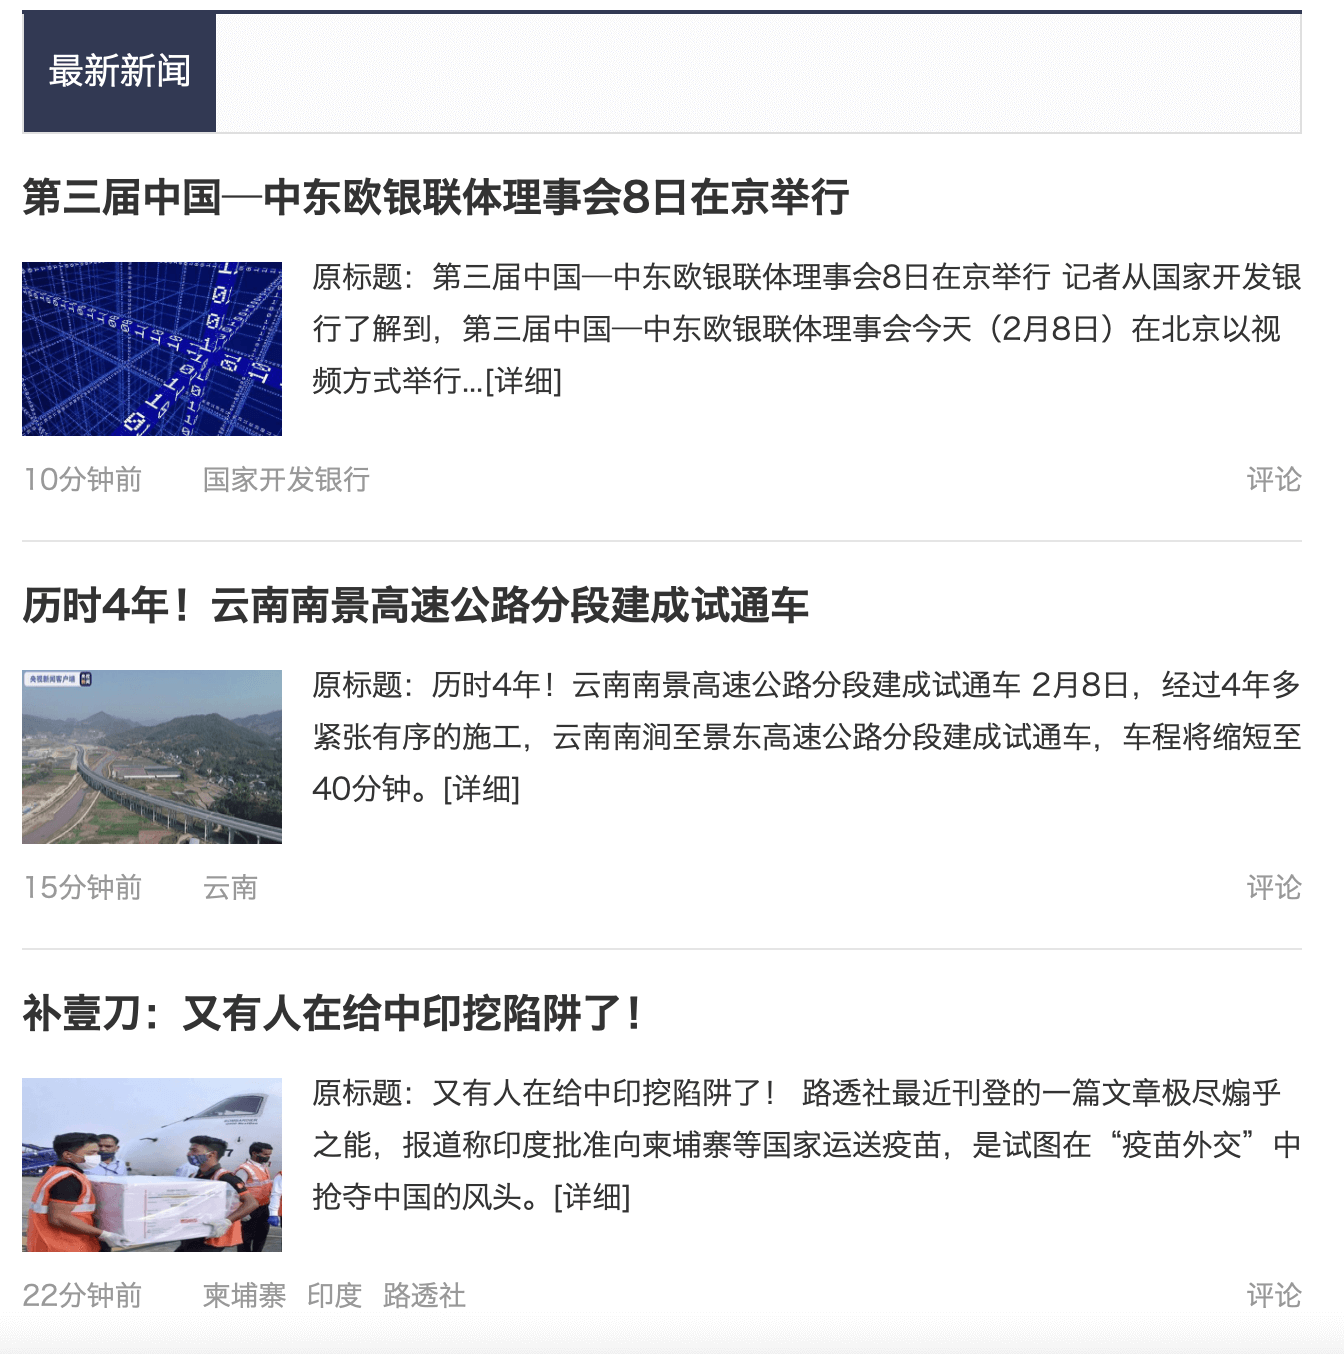 最新新闻
第三届中国—中东欧银联体理事会8日在京举行
原标题：第三届中国—中东欧银联体理事会8日在京举行 记者从国家开发银
行了解到，第三届中国—中东欧银联体理事会今天（2月8日）在北京以视
频方式举行...[详细]
10分钟前 国家开发银行 评论
历时4年！云南南景高速公路分段建成试通车
央视新闻客户端
原标题：历时4年！云南南景高速公路分段建成试通车 2月8日，经过4年多
紧张有序的施工，云南南涧至景东高速公路分段建成试通车，车程将缩短至
40分钟。[详细]
15分钟前 云南 评论
补壹刀：又有人在给中印挖陷阱了！
原标题：又有人在给中印挖陷阱了！ 路透社最近刊登的一篇文章极尽煽乎
之能，报道称印度批准向柬埔寨等国家运送疫苗，是试图在“疫苗外交”中
抢夺中国的风头。[详细]
22分钟前 柬埔寨 印度 路透社 评论